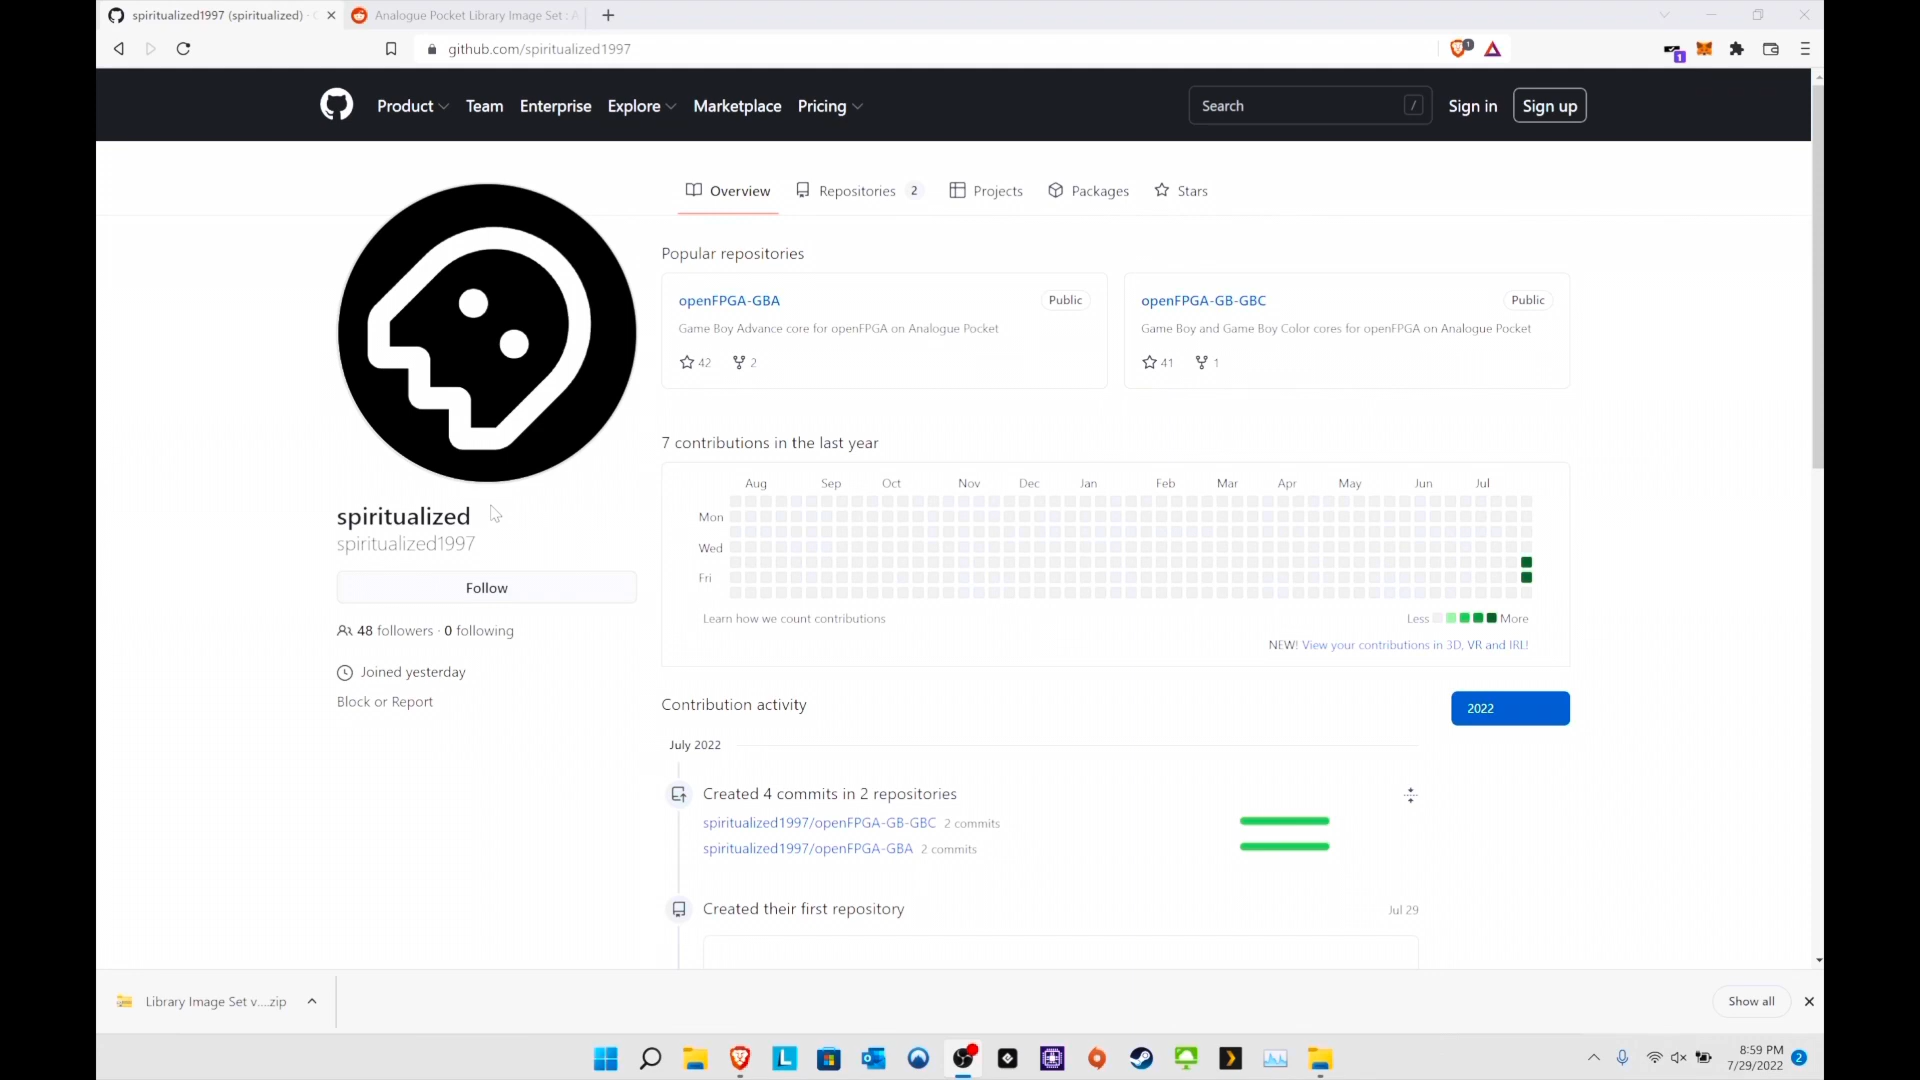 spiritualized1997 (spiritualized) ·
Analogue Pocket Library Image Set :
github.com/spiritualized1997
1
1
Product
Team
Enterprise
Explore
Marketplace
Pricing
Search
/
Sign in
Sign up
Overview
Repositories 2
Projects
Packages
Stars
Popular repositories
openFPGA-GBA
Public
Game Boy Advance core for openFPGA on Analogue Pocket
42
2
openFPGA-GB-GBC
Public
Game Boy and Game Boy Color cores for openFPGA on Analogue Pocket
41
1
7 contributions in the last year
Aug Sep Oct Nov Dec Jan Feb Mar Apr May Jun Jul
Mon
Wed
Fri
Learn how we count contributions
Less More
NEW! View your contributions in 3D, VR and IRL!
spiritualized
spiritualized1997
Follow
48 followers · 0 following
Joined yesterday
Block or Report
Contribution activity
2022
July 2022
Created 4 commits in 2 repositories
spiritualized1997/openFPGA-GB-GBC 2 commits
spiritualized1997/openFPGA-GBA 2 commits
Created their first repository
Jul 29
Library Image Set v....zip
Show all
L
8:59 PM
7/29/2022
2